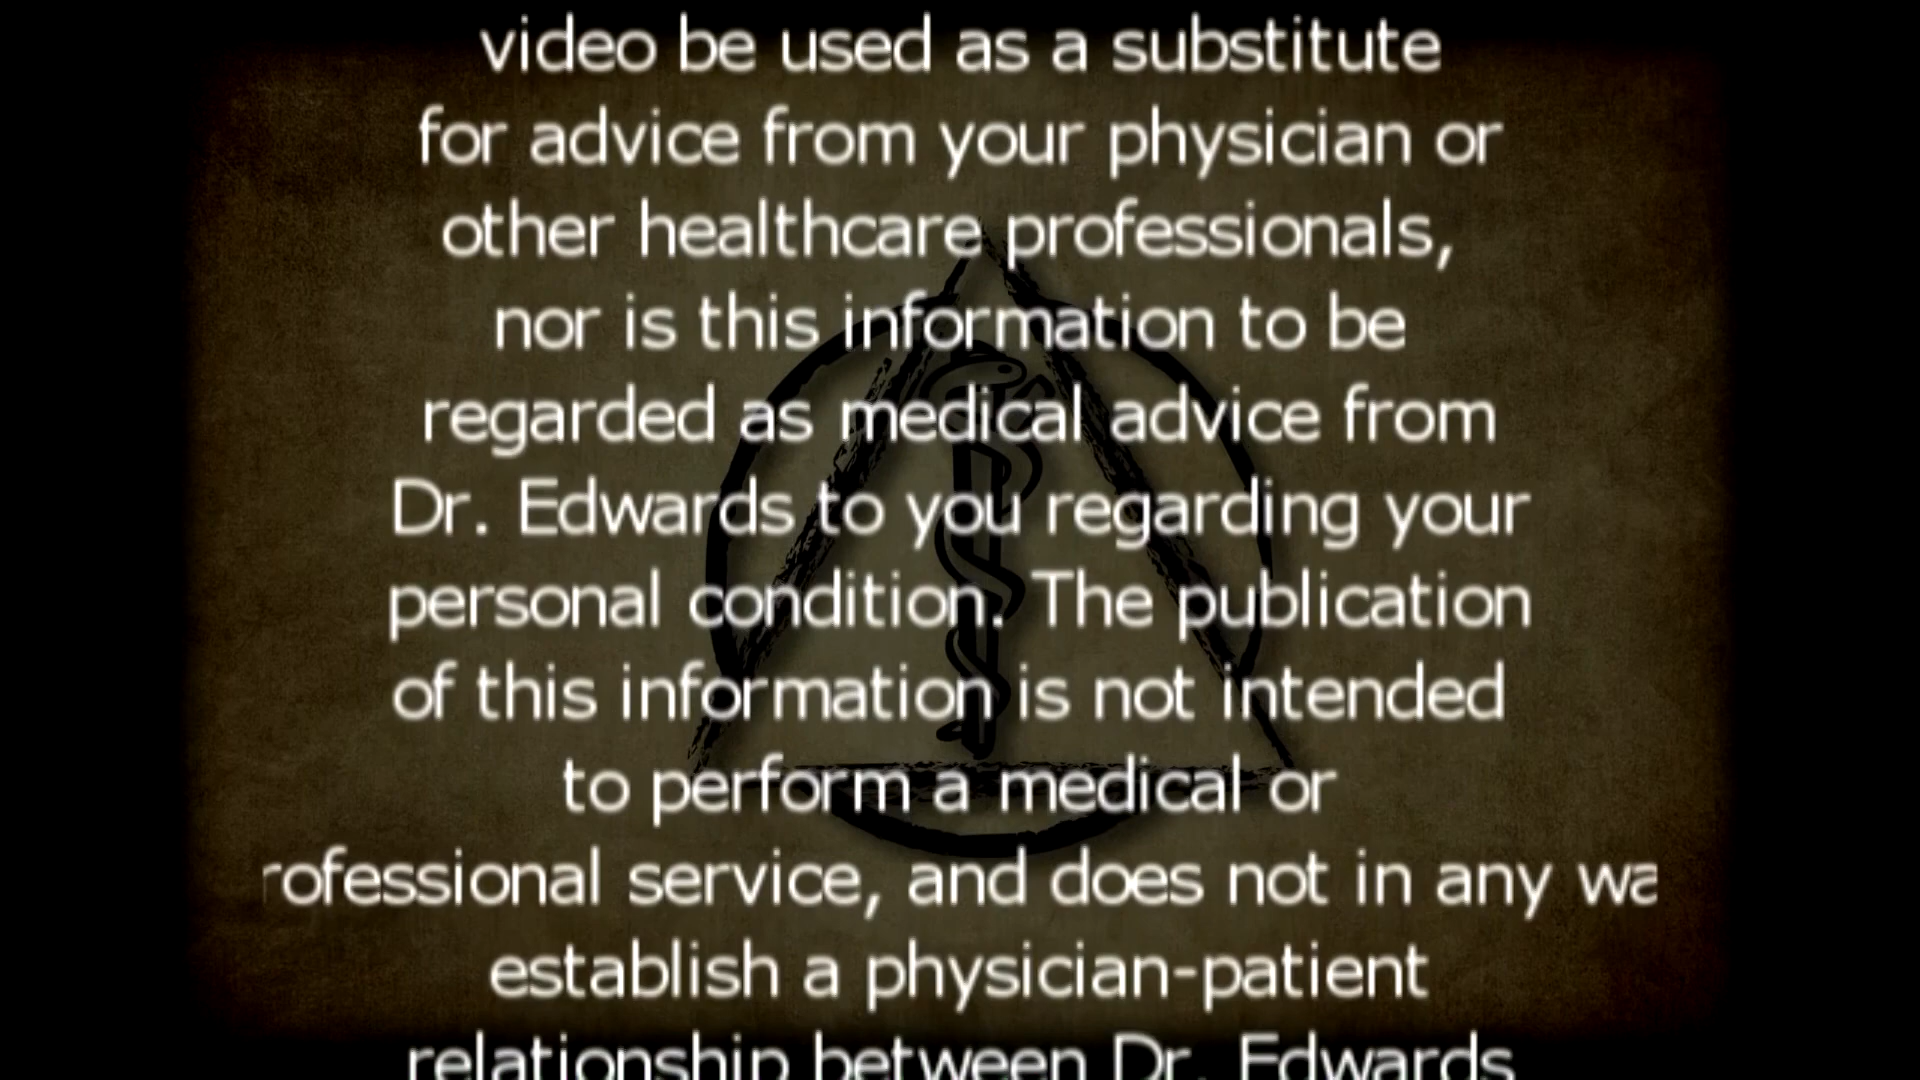 video be used as a substitute
for advice from your physician or
other healthcare professionals,
nor is this information to be
regarded as medical advice from
Dr. Edwards to you regarding your
personal condition. The publication
of this information is not intended
to perform a medical or
rofessional service, and does not in any wa
establish a physician-patient
relationship between Dr. Edwards